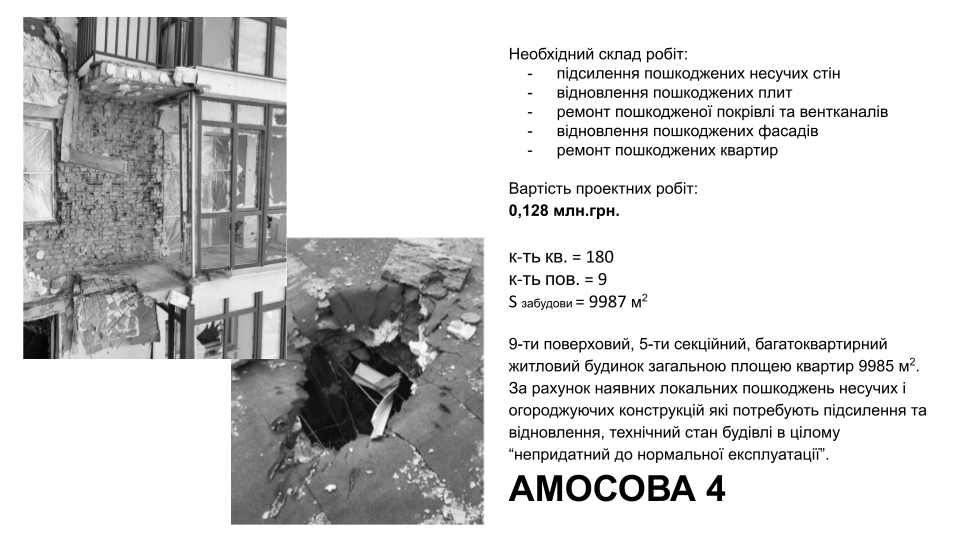 Необхідний склад робіт:
- підсилення пошкоджених несучих стін
- відновлення пошкоджених плит
- ремонт пошкодженої покрівлі та вентканалів
- відновлення пошкоджених фасадів
- ремонт пошкоджених квартир
Вартість проектних робіт:
0,128 млн.грн.
к-ть кв. = 180
к-ть пов. = 9
S забудови = 9987 м²
9-ти поверховий, 5-ти секційний, багатоквартирний
житловий будинок загальною площею квартир 9985 м².
За рахунок наявних локальних пошкоджень несучих і
огороджуючих конструкцій які потребують підсилення та
відновлення, технічний стан будівлі в цілому
“непридатний до нормальної експлуатації”.
АМОСОВА 4